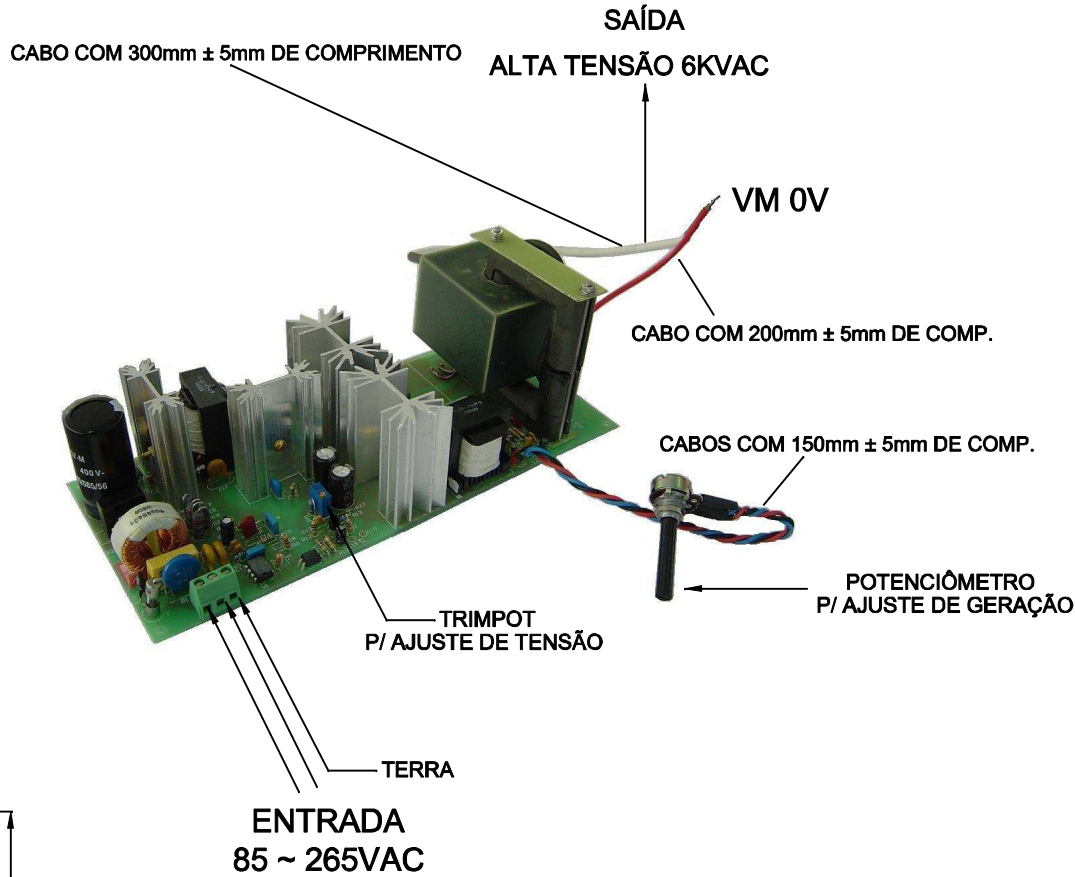 SAÍDA
ALTA TENSÃO 6KVAC
CABO COM 300mm ± 5mm DE COMPRIMENTO
VM 0V
CABO COM 200mm ± 5mm DE COMP.
CABOS COM 150mm ± 5mm DE COMP.
400V-
POTENCIÔMETRO
P/ AJUSTE DE GERAÇÃO
TRIMPOT
P/ AJUSTE DE TENSÃO
TERRA
ENTRADA
85 ~ 265VAC